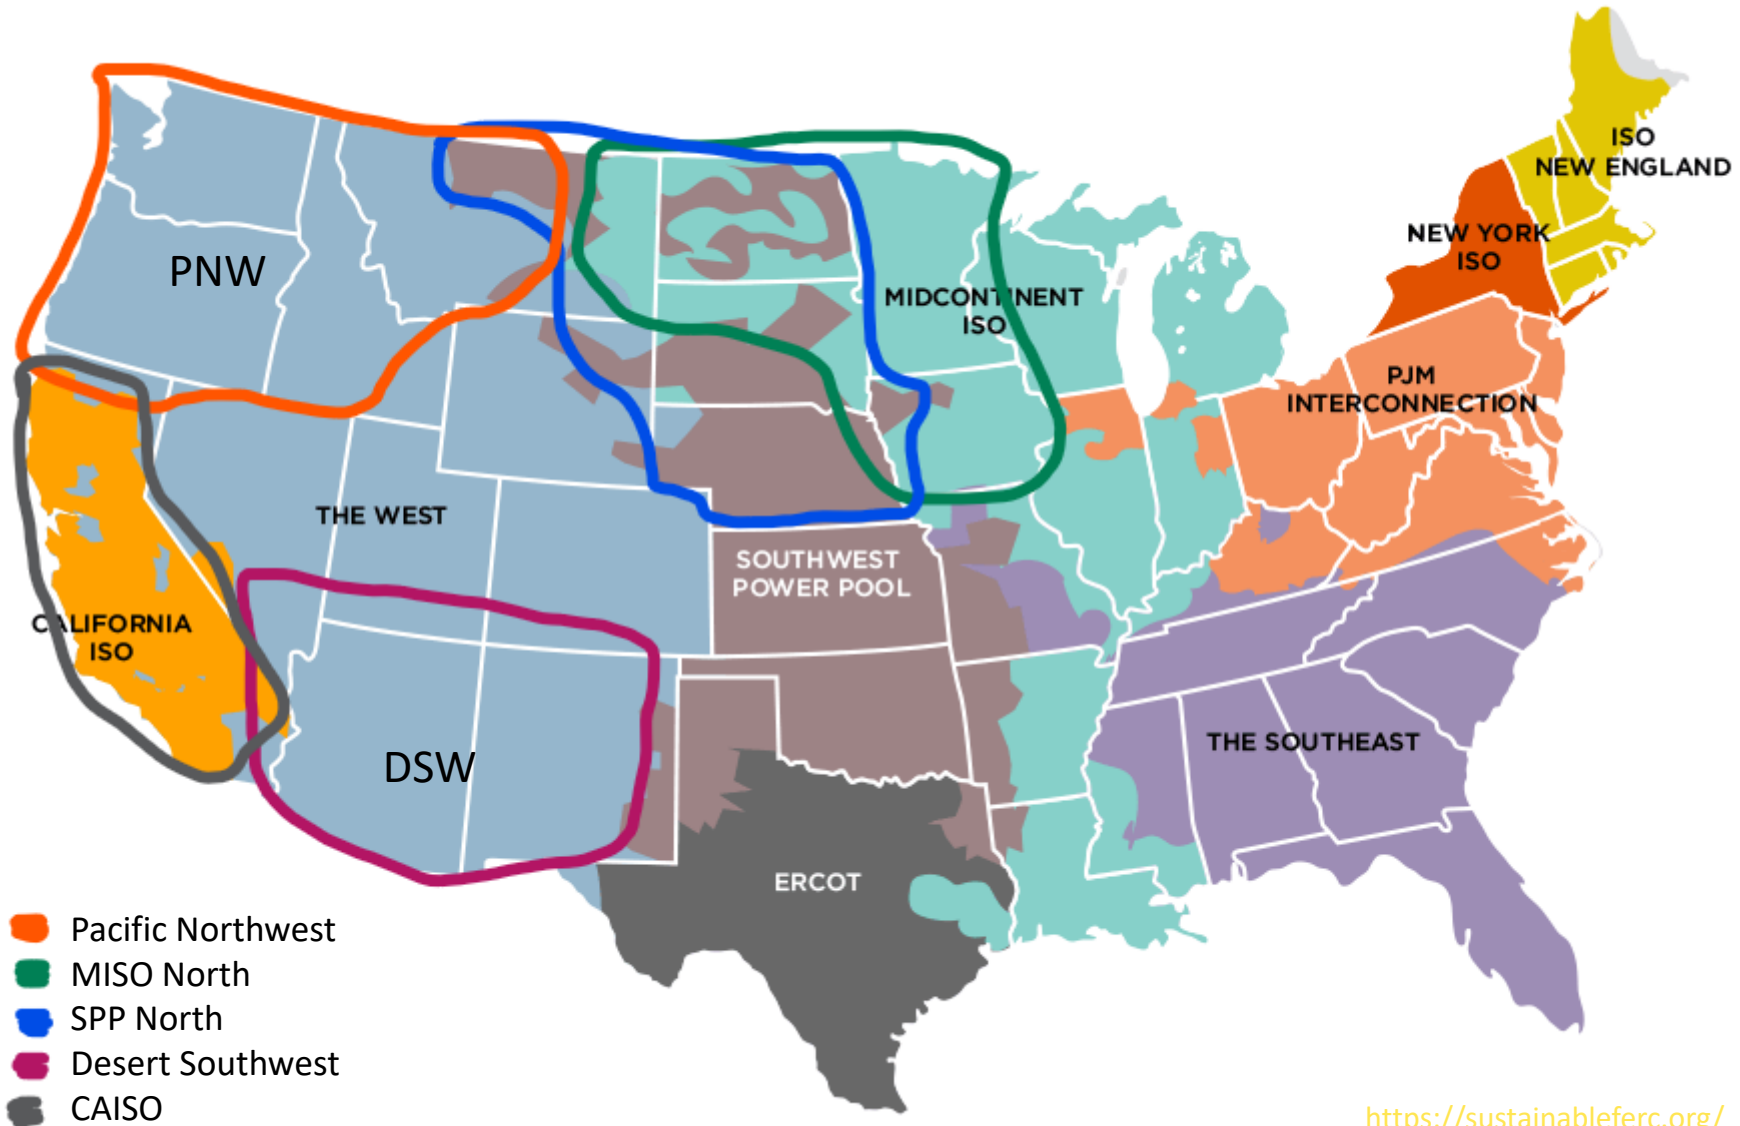 ISO
NEW ENGLAND
NEW YORK
ISO
PNW
MIDCONTINENT
ISO
PJM
INTERCONNECTION
THE WEST
SOUTHWEST
POWER POOL
CALIFORNIA
ISO
THE SOUTHEAST
DSW
ERCOT
Pacific Northwest
MISO North
SPP North
Desert Southwest
CAISO
https://sustainableferc.org/